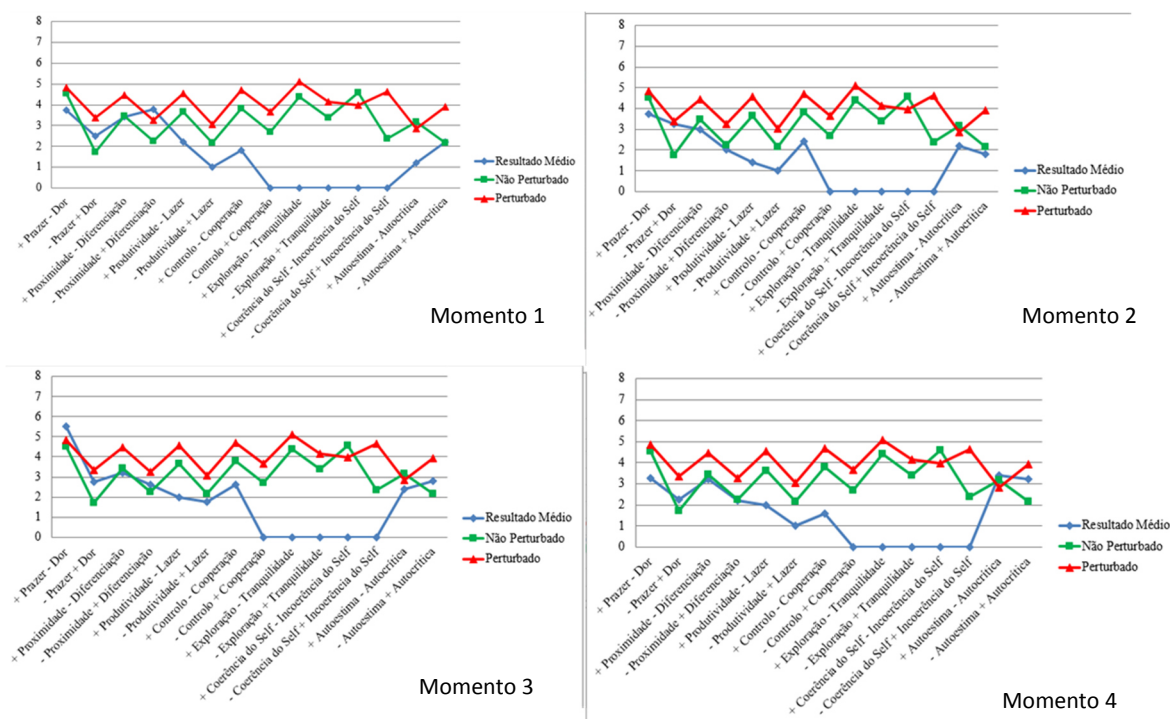 8
7
6
5
4
3
2
1
0
Resultado Médio
Não Perturbado
Perturbado
+ Prazer - Dor
- Prazer + Dor
+ Proximidade - Diferenciação
- Proximidade + Diferenciação
+ Produtividade - Lazer
- Produtividade + Lazer
+ Controlo - Cooperação
- Controlo + Cooperação
+ Exploração - Tranquilidade
- Exploração + Tranquilidade
+ Coerência do Self - Incoerência do Self
- Coerência do Self + Incoerência do Self
+ Autoestima - Autocrítica
- Autoestima + Autocrítica
Momento 1
8
7
6
5
4
3
2
1
0
Resultado Médio
Não Perturbado
Perturbado
+ Prazer - Dor
- Prazer + Dor
+ Proximidade - Diferenciação
- Proximidade + Diferenciação
+ Produtividade - Lazer
- Produtividade + Lazer
+ Controlo - Cooperação
- Controlo + Cooperação
+ Exploração - Tranquilidade
- Exploração + Tranquilidade
+ Coerência do Self - Incoerência do Self
- Coerência do Self + Incoerência do Self
+ Autoestima - Autocrítica
- Autoestima + Autocrítica
Momento 2
8
7
6
5
4
3
2
1
0
Resultado Médio
Não Perturbado
Perturbado
+ Prazer - Dor
- Prazer + Dor
+ Proximidade - Diferenciação
- Proximidade + Diferenciação
+ Produtividade - Lazer
- Produtividade + Lazer
+ Controlo - Cooperação
- Controlo + Cooperação
+ Exploração - Tranquilidade
- Exploração + Tranquilidade
+ Coerência do Self - Incoerência do Self
- Coerência do Self + Incoerência do Self
+ Autoestima - Autocrítica
- Autoestima + Autocrítica
Momento 3
8
7
6
5
4
3
2
1
0
Resultado Médio
Não Perturbado
Perturbado
+ Prazer - Dor
- Prazer + Dor
+ Proximidade - Diferenciação
- Proximidade + Diferenciação
+ Produtividade - Lazer
- Produtividade + Lazer
+ Controlo - Cooperação
- Controlo + Cooperação
+ Exploração - Tranquilidade
- Exploração + Tranquilidade
+ Coerência do Self - Incoerência do Self
- Coerência do Self + Incoerência do Self
+ Autoestima - Autocrítica
- Autoestima + Autocrítica
Momento 4